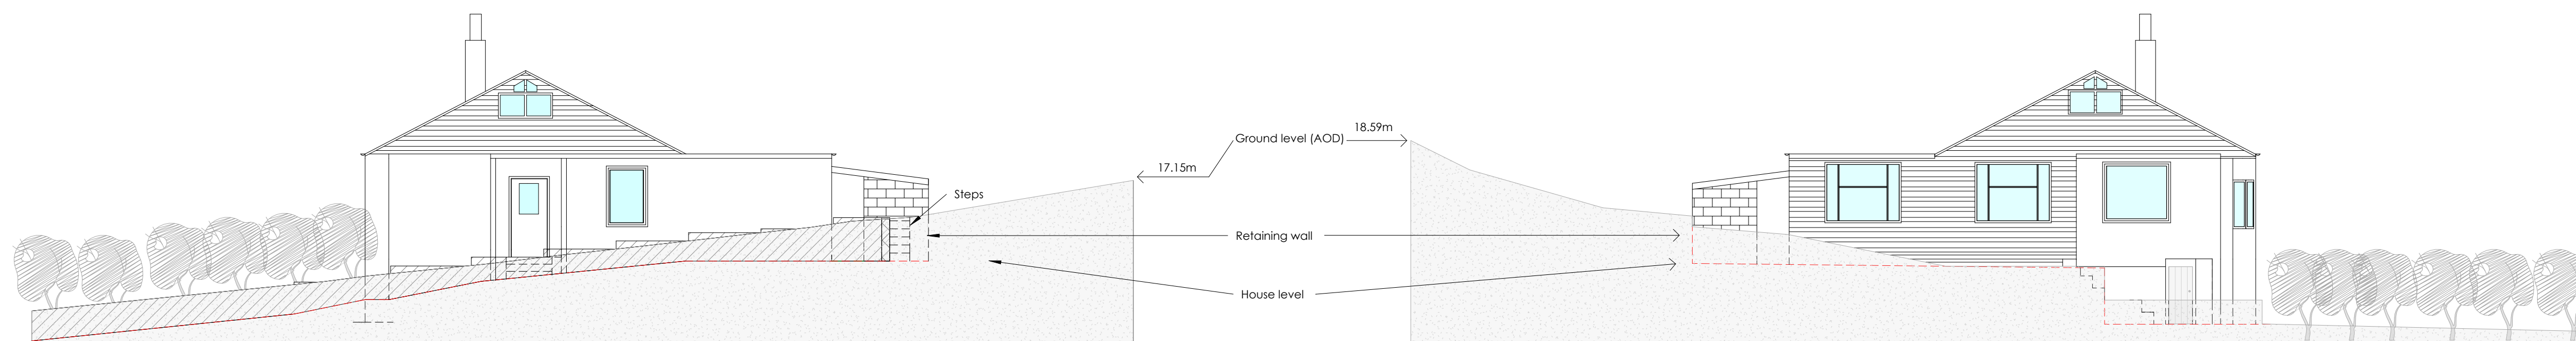 18.59m
Ground level (AOD)
17.15m
Steps
Retaining wall
House level